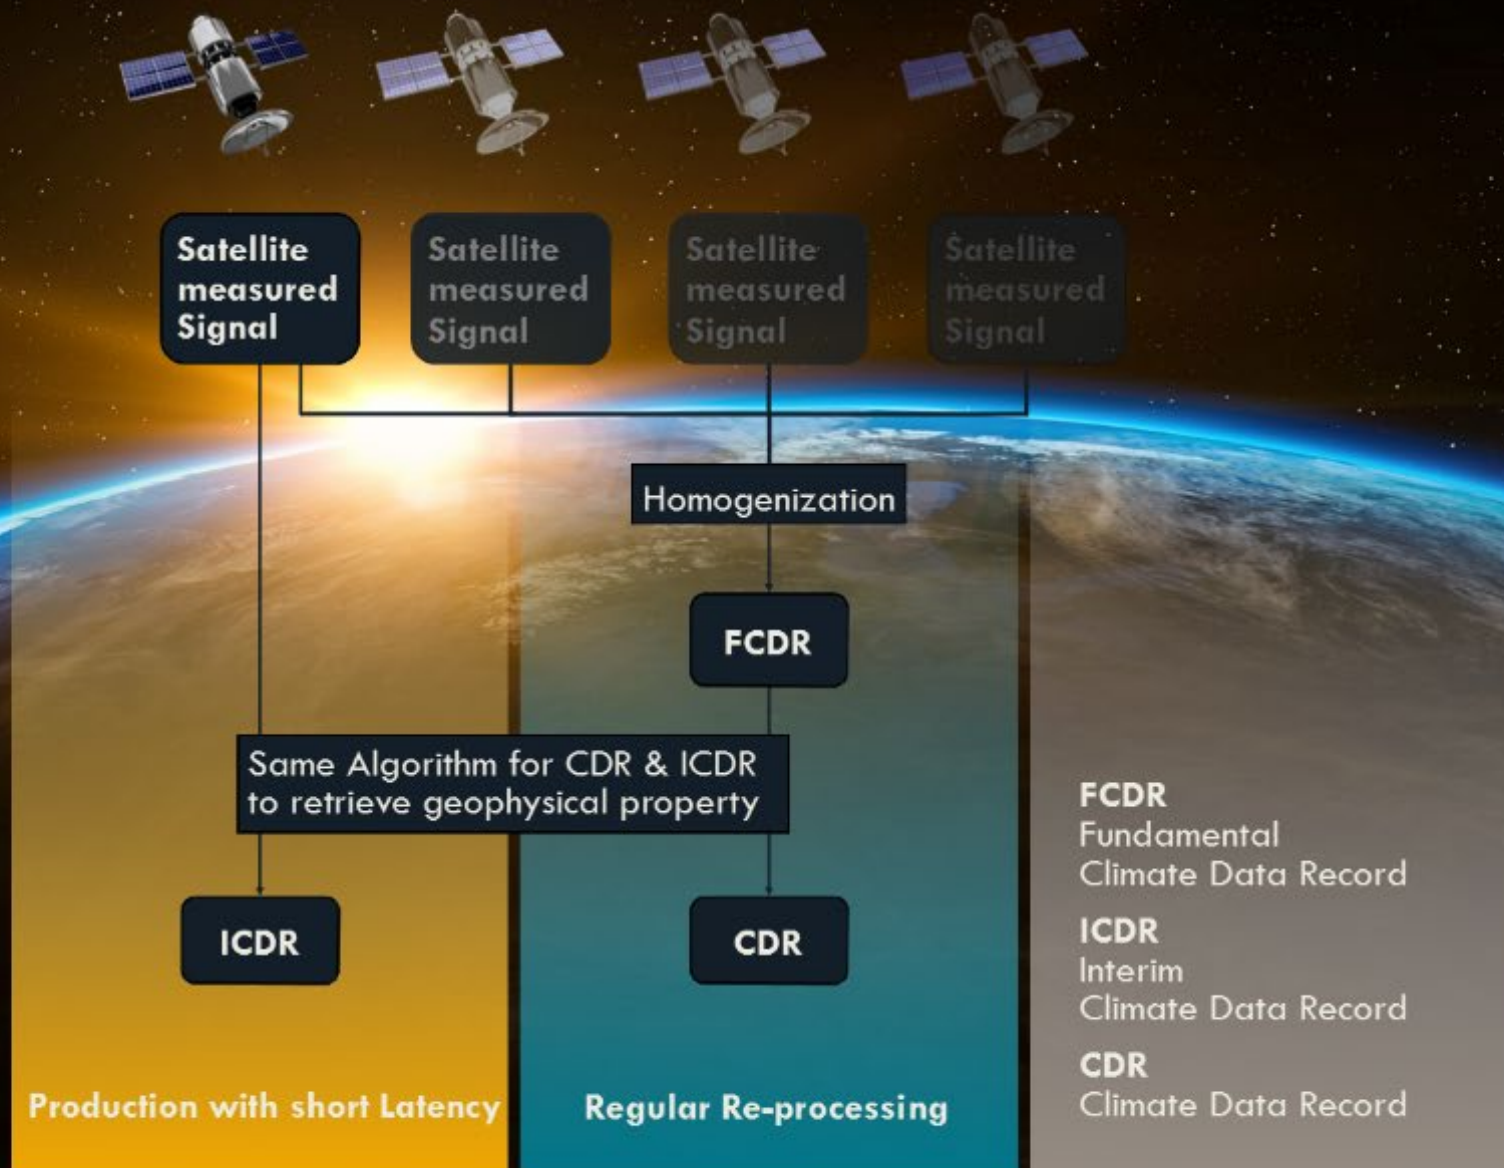 Satellite
measured
Signal
Satellite
measured
Signal
Satellite
measured
Signal
Satellite
measured
Signal
Homogenization
FCDR
Same Algorithm for CDR & ICDR
to retrieve geophysical property
ICDR
CDR
Production with short Latency
Regular Re-processing
FCDR
Fundamental
Climate Data Record
ICDR
Interim
Climate Data Record
CDR
Climate Data Record